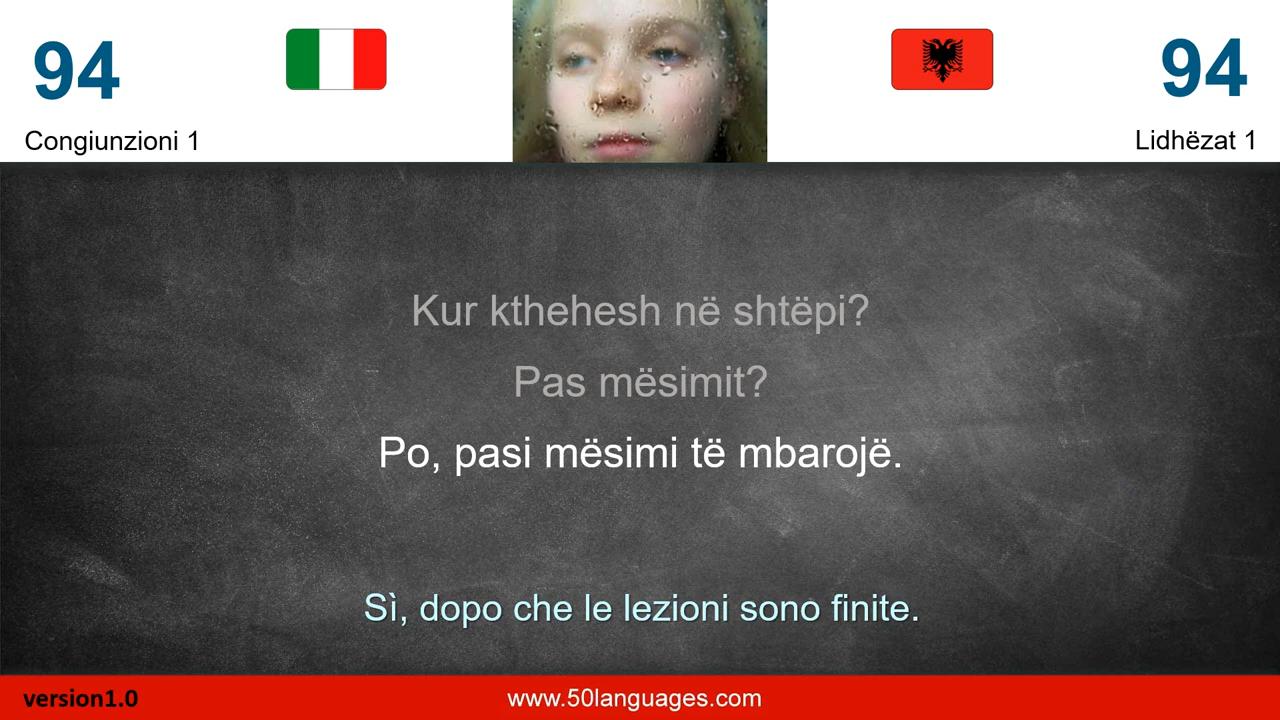 94
94
Congiunzioni 1
Lidhëzat 1
Kur kthehesh në shtëpi?
Pas mësimit?
Po, pasi mësimi të mbarojë.
Sì, dopo che le lezioni sono finite.
version1.0
www.50languages.com